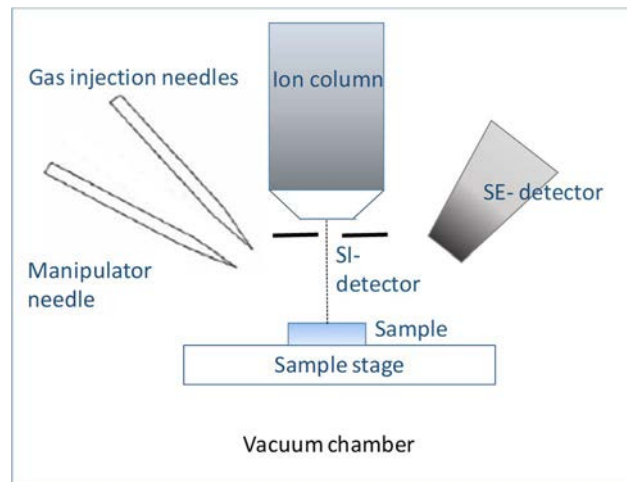 Gas injection needles
Ion column
SE- detector
Manipulator
needle
SI-
detector
Sample
Sample stage
Vacuum chamber